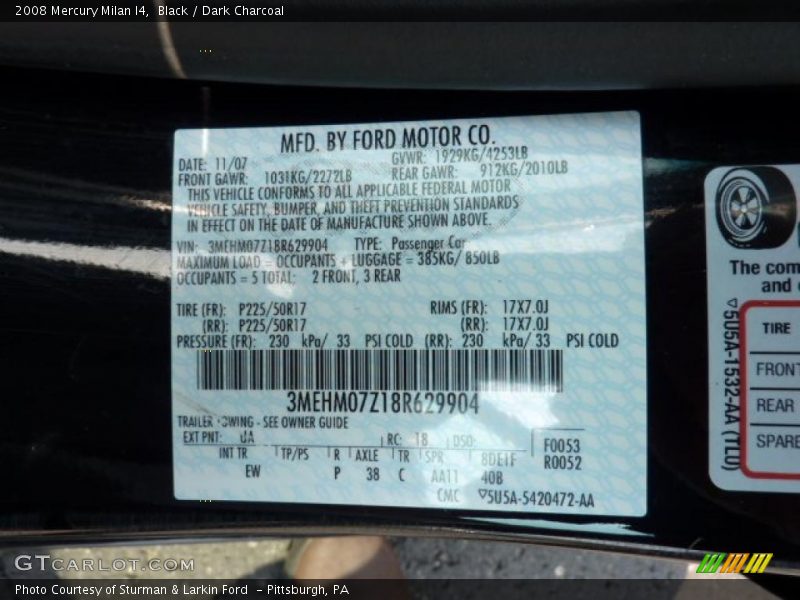 2008 Mercury Milan I4,  Black / Dark Charcoal
MFD. BY FORD MOTOR CO.
DATE: 11/07
GVWR: 1929KG/4253LB
FRONT GAWR: 1031KG/2272LB
REAR GAWR: 912KG/2010LB
THIS VEHICLE CONFORMS TO ALL APPLICABLE FEDERAL MOTOR
VEHICLE SAFETY, BUMPER, AND THEFT PREVENTION STANDARDS
IN EFFECT ON THE DATE OF MANUFACTURE SHOWN ABOVE.
VIN: 3MEHM07Z18R629904 TYPE: Passenger Car
MAXIMUM LOAD = OCCUPANTS + LUGGAGE = 385KG/ 850LB
OCCUPANTS = 5 TOTAL: 2 FRONT, 3 REAR
TIRE (FR): P225/50R17 RIMS (FR): 17X7.0J
(RR): P225/50R17 (RR): 17X7.0J
PRESSURE (FR): 230 kPa/ 33 PSI COLD (RR): 230 kPa/ 33 PSI COLD
3MEHM07Z18R629904
TRAILER TOWING - SEE OWNER GUIDE
EXT PNT: UA RC: 18 DSO:
F0053
INT TR TP/PS R AXLE TR SPR 8DE1F
R0052
EW P 38 C AA11 40B
CMC ▽5U5A-5420472-AA
The com
and
▽5U5A-1532-AA (TLU)
TIRE
FRONT
REAR
SPARE
GTCARLOT.COM
Photo Courtesy of Sturman & Larkin Ford  - Pittsburgh, PA